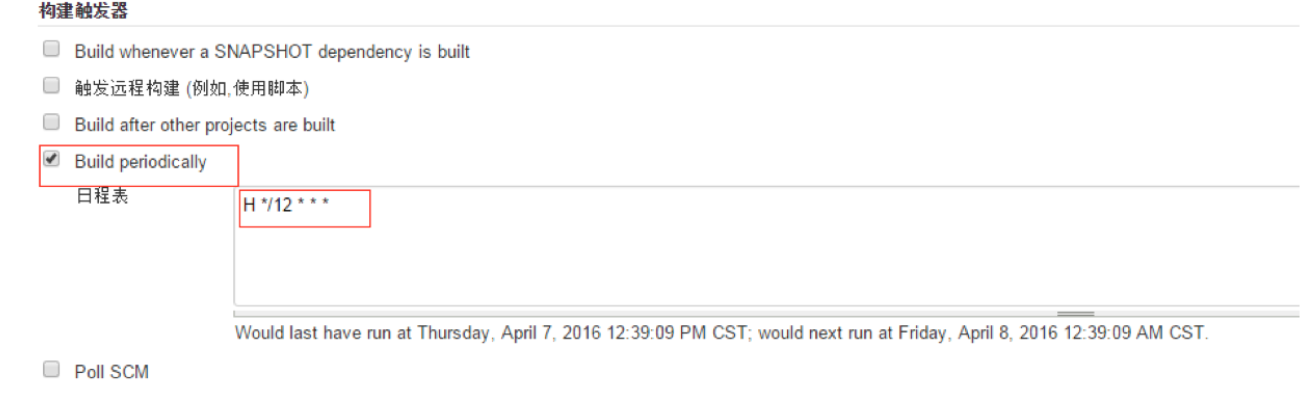 构建触发器
Build whenever a SNAPSHOT dependency is built
触发远程构建 (例如,使用脚本)
Build after other projects are built
Build periodically
日程表
H */12 * * *
Would last have run at Thursday, April 7, 2016 12:39:09 PM CST; would next run at Friday, April 8, 2016 12:39:09 AM CST.
Poll SCM